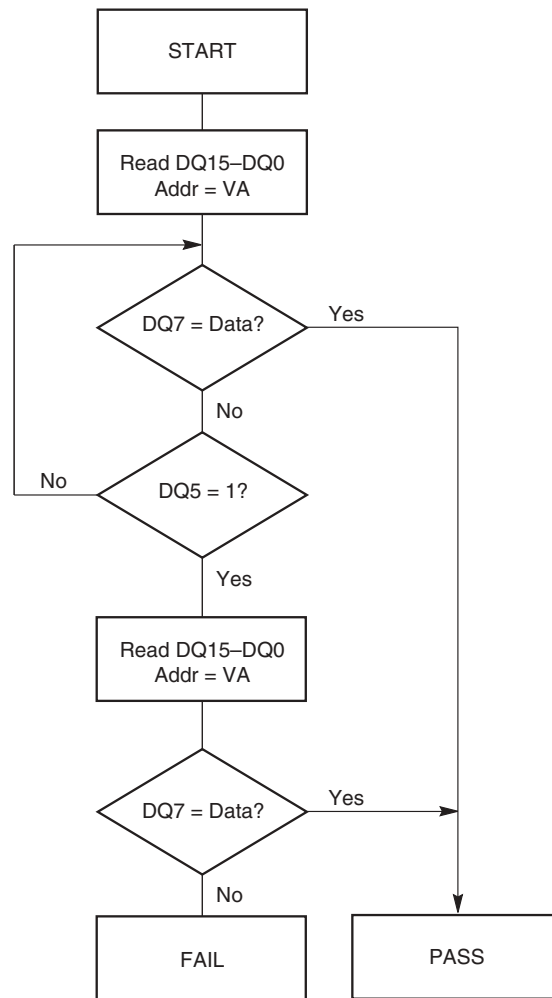 START
Read DQ15–DQ0
Addr = VA
DQ7 = Data?
Yes
No
No
DQ5 = 1?
Yes
Read DQ15–DQ0
Addr = VA
DQ7 = Data?
Yes
No
FAIL
PASS